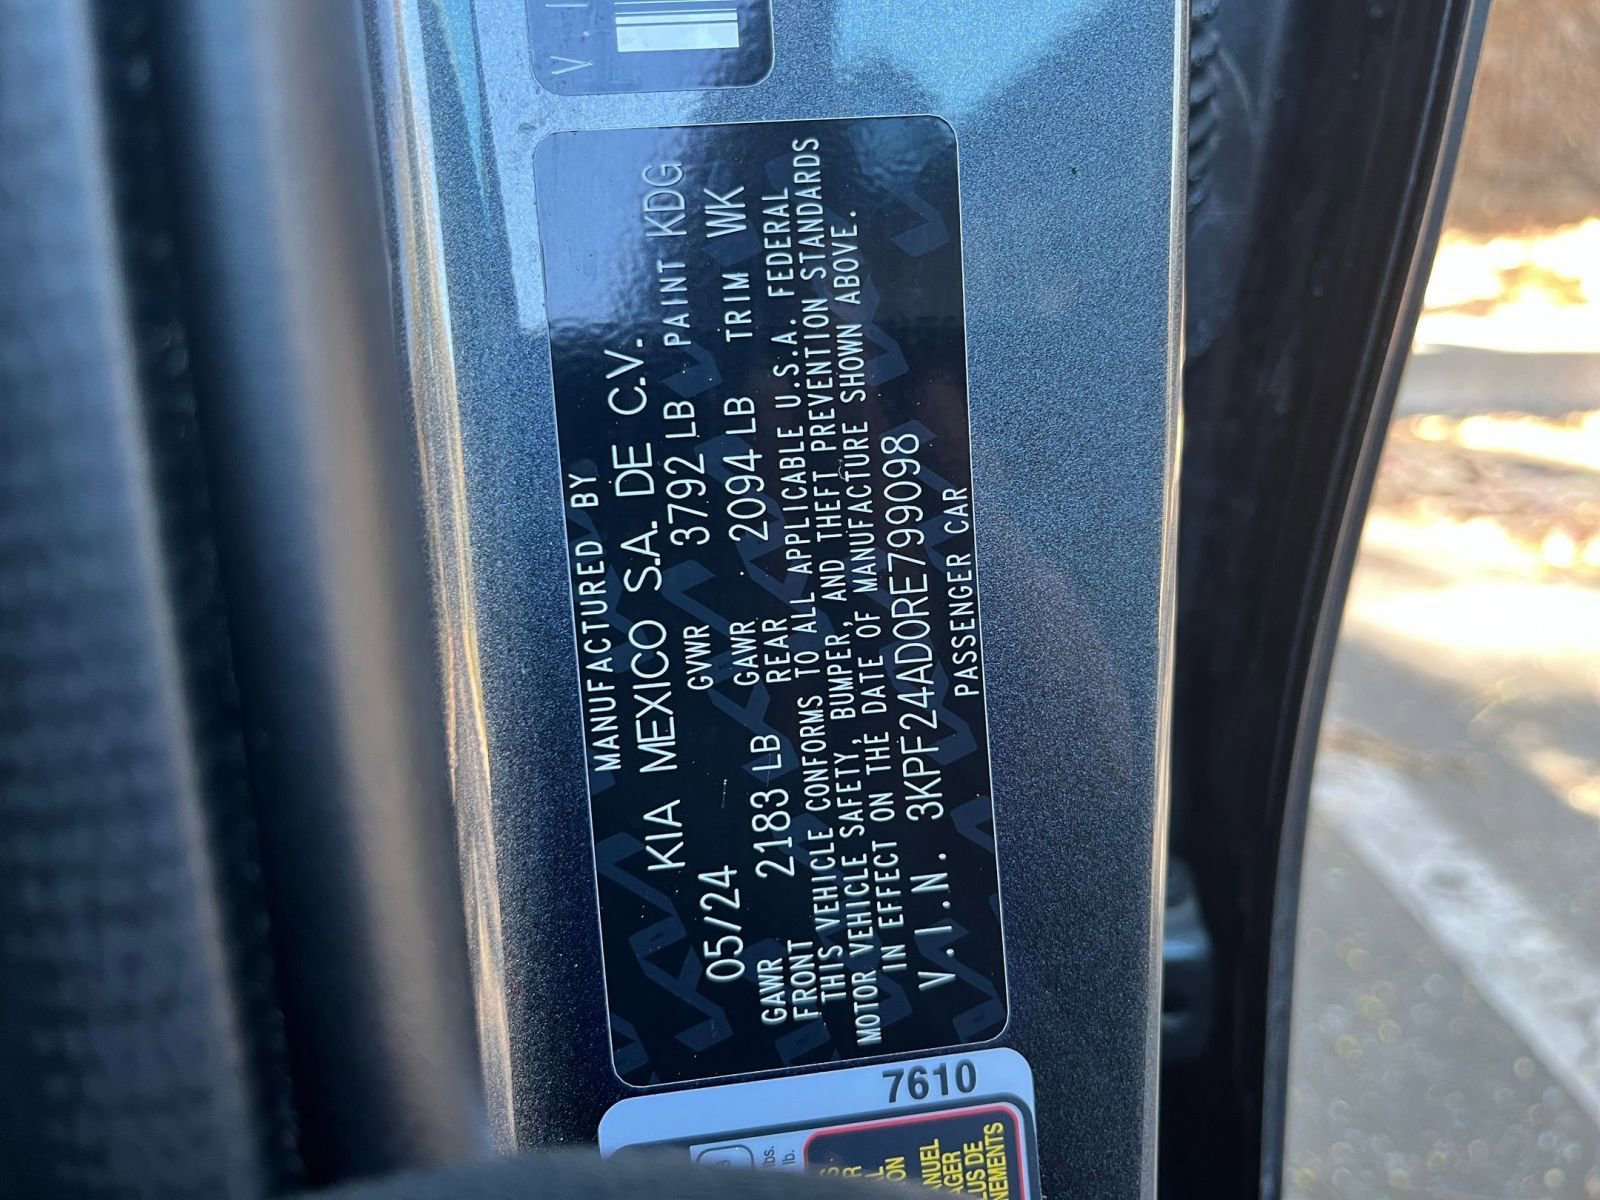 MANUFACTURED BY
KIA MEXICO S.A. DE C.V.
05/24 GVWR 3792 LB PAINT KDG
GAWR FRONT 2183 LB GAWR REAR 2094 LB TRIM WK
THIS VEHICLE CONFORMS TO ALL APPLICABLE U.S.A. FEDERAL
MOTOR VEHICLE SAFETY, BUMPER, AND THEFT PREVENTION STANDARDS
IN EFFECT ON THE DATE OF MANUFACTURE SHOWN ABOVE.
V.I.N. 3KPF24AD0RE799098
PASSENGER CAR
7610